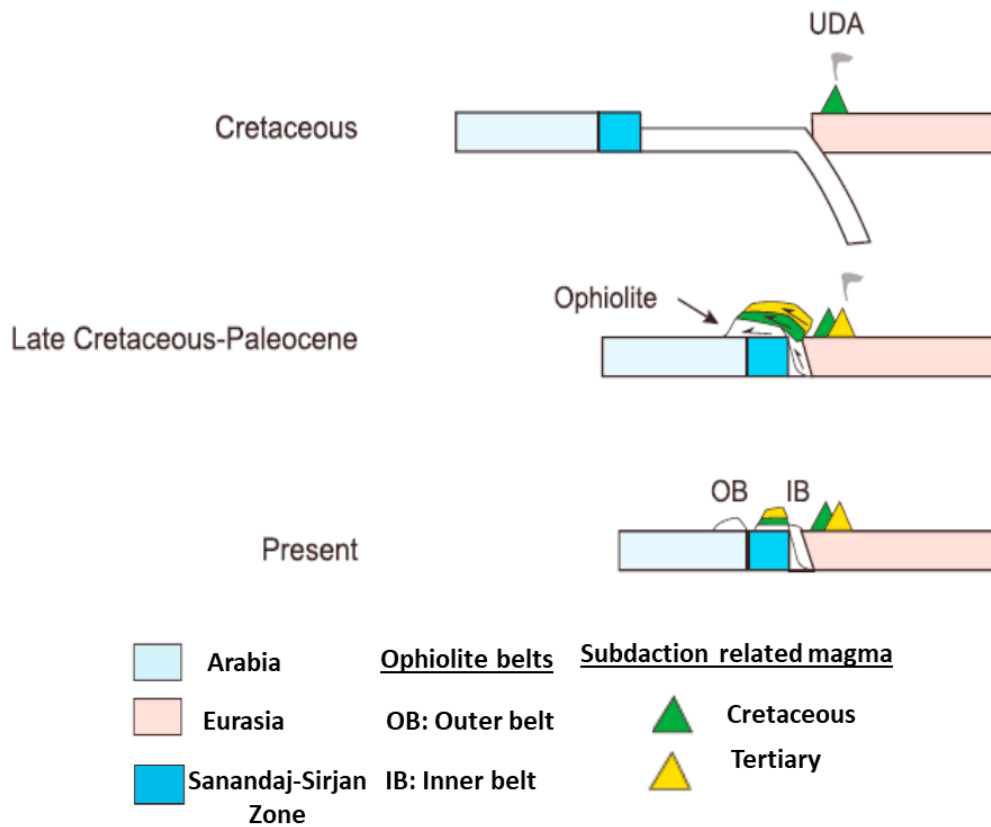 UDA
Cretaceous
Ophiolite
Late Cretaceous-Paleocene
OB IB
Present
Arabia
Ophiolite belts
Subdaction related magma
Eurasia
OB: Outer belt
Cretaceous
Tertiary
Sanandaj-Sirjan
Zone
IB: Inner belt